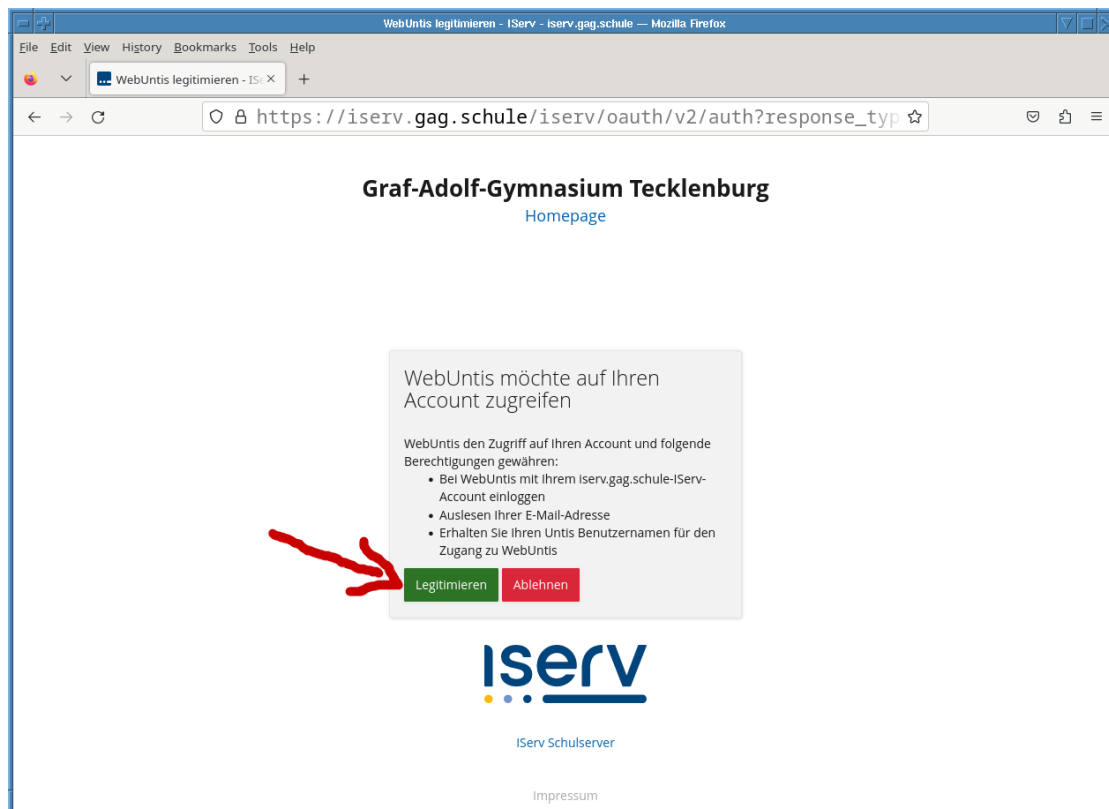 WebUntis legitimieren - IServ - iserv.gag.schule — Mozilla Firefox
File Edit View History Bookmarks Tools Help
WebUntis legitimieren - ISe
https://iserv.gag.schule/iserv/oauth/v2/auth?response_typ
Graf-Adolf-Gymnasium Tecklenburg
Homepage
WebUntis möchte auf Ihren
Account zugreifen
WebUntis den Zugriff auf Ihren Account und folgende
Berechtigungen gewähren:
• Bei WebUntis mit Ihrem iserv.gag.schule-IServ-
Account einloggen
• Auslesen Ihrer E-Mail-Adresse
• Erhalten Sie Ihren Untis Benutzernamen für den
Zugang zu WebUntis
Legitimieren Ablehnen
ISERV
IServ Schulserver
Impressum